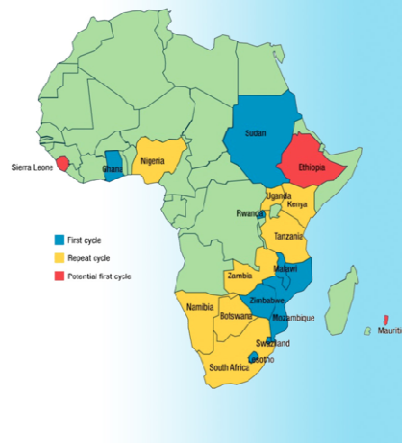 Sudan
Nigeria
Ghana
Sierra Leone
Ethiopia
Uganda
Kenya
Rwanda
Tanzania
First cycle
Repeat cycle
Potential first cycle
Malawi
Zambia
Zimbabwe
Namibia
Botswana
Mozambique
Mauriti
Swaziland
Lesotho
South Africa